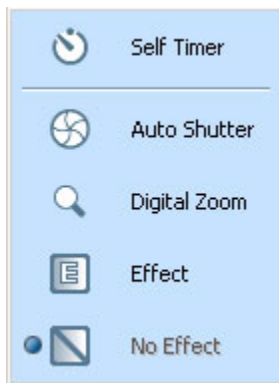 Self Timer
Auto Shutter
Digital Zoom
E Effect
No Effect